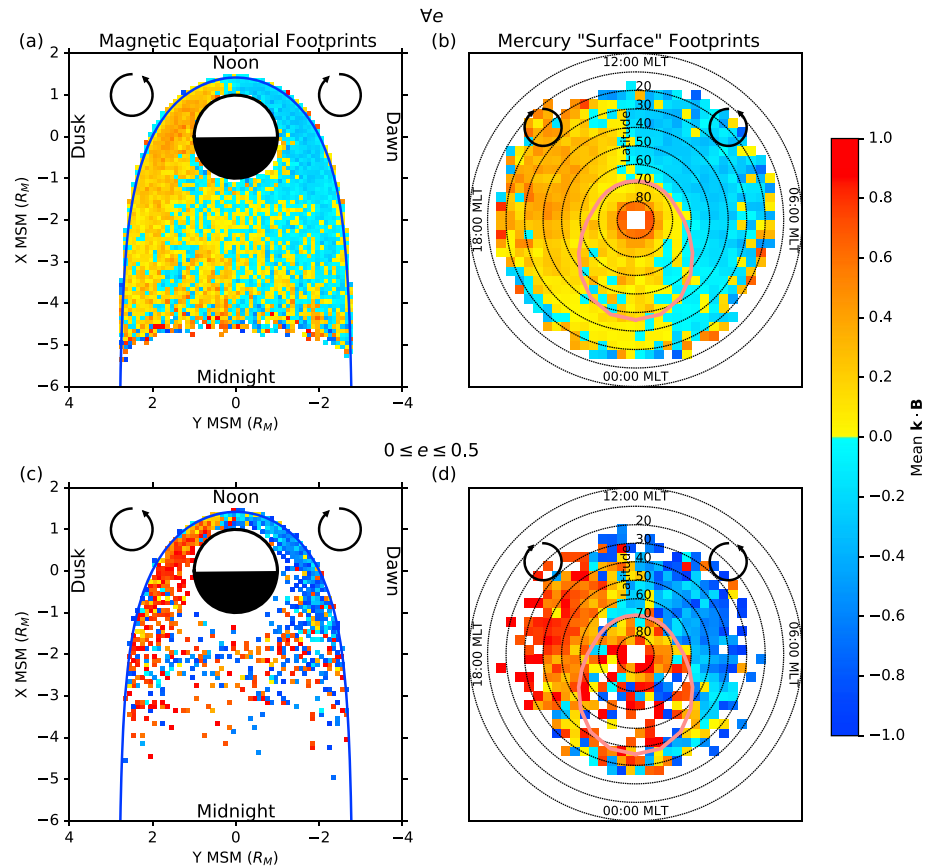 ∀e
(a) Magnetic Equatorial Footprints
(b) Mercury "Surface" Footprints
Noon
Dusk
Dawn
Midnight
2
1
0
−1
−2
−3
−4
−5
−6
X MSM (R_M)
4 2 0 −2 −4
Y MSM (R_M)
12:00 MLT
20
30
40
50
60
70
80
Latitude
18:00 MLT
06:00 MLT
00:00 MLT
1.0
0.8
0.6
0.4
0.2
0.0
−0.2
−0.4
−0.6
−0.8
−1.0
Mean k · B
0 ≤ e ≤ 0.5
(c)
(d)
Noon
Dusk
Dawn
Midnight
2
1
0
−1
−2
−3
−4
−5
−6
X MSM (R_M)
4 2 0 −2 −4
Y MSM (R_M)
12:00 MLT
20
30
40
50
60
70
80
Latitude
18:00 MLT
06:00 MLT
00:00 MLT